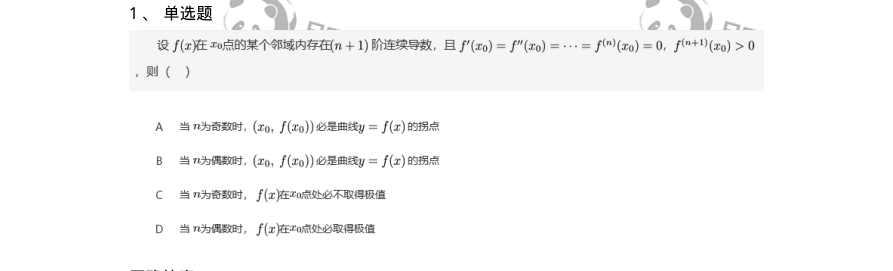 1、 单选题
设 f(x)在 x₀点的某个邻域内存在(n + 1) 阶连续导数，且 f′(x₀) = f″(x₀) = ⋯ = f⁽ⁿ⁾(x₀) = 0，f⁽ⁿ⁺¹⁾(x₀) > 0
，则（ ）
A 当 n为奇数时，(x₀, f(x₀))必是曲线y = f(x)的拐点
B 当 n为偶数时，(x₀, f(x₀))必是曲线y = f(x)的拐点
C 当 n为奇数时， f(x)在x₀点处必不取得极值
D 当 n为偶数时， f(x)在x₀点处必取得极值